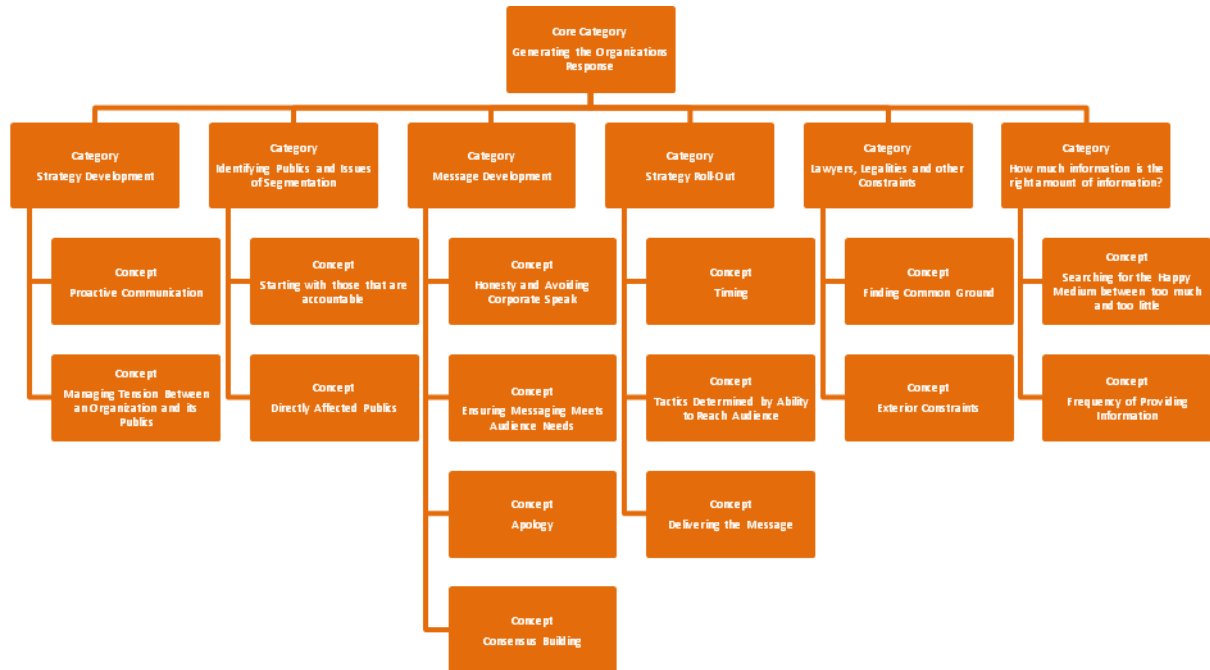 Core Category
Generating the Organizations
Response
Category
Strategy Development
Category
Identifying Publics and Issues
of Segmentation
Category
Message Development
Category
Strategy Roll-Out
Category
Lawyers, Legalities and other
Constraints
Category
How much information is the
right amount of information?
Concept
Proactive Communication
Concept
Starting with those that are
accountable
Concept
Honesty and Avoiding
Corporate Speak
Concept
Timing
Concept
Finding Common Ground
Concept
Searching for the Happy
Medium between too much
and too little
Concept
Managing Tension Between
an Organization and its
Publics
Concept
Directly Affected Publics
Concept
Ensuring Messaging Meets
Audience Needs
Concept
Tactics Determined by Ability
to Reach Audience
Concept
Exterior Constraints
Concept
Frequency of Providing
Information
Concept
Apology
Concept
Delivering the Message
Concept
Consensus Building